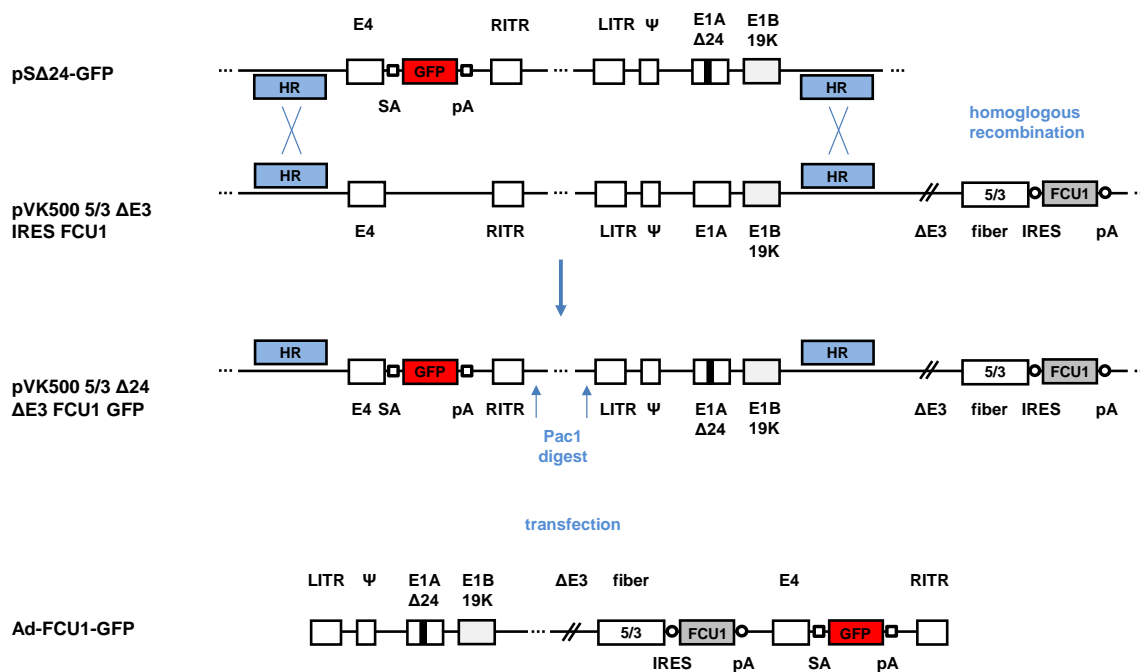 E4 RITR LITR Ψ E1A E1B
Δ24 19K
pSΔ24-GFP ... GFP ... ...
HR HR
SA pA
homoglogous
recombination
HR HR
... ... 5/3 FCU1 ...
pVK500 5/3 ΔE3
IRES FCU1
E4 RITR LITR Ψ E1A E1B ΔE3 fiber IRES pA
19K
HR HR
... GFP ... 5/3 FCU1 ...
pVK500 5/3 Δ24
ΔE3 FCU1 GFP
E4 SA pA RITR LITR Ψ E1A E1B ΔE3 fiber IRES pA
Δ24 19K
Pac1
digest
transfection
LITR Ψ E1A E1B ΔE3 fiber E4 RITR
Δ24 19K
Ad-FCU1-GFP ... 5/3 FCU1 GFP
IRES pA SA pA